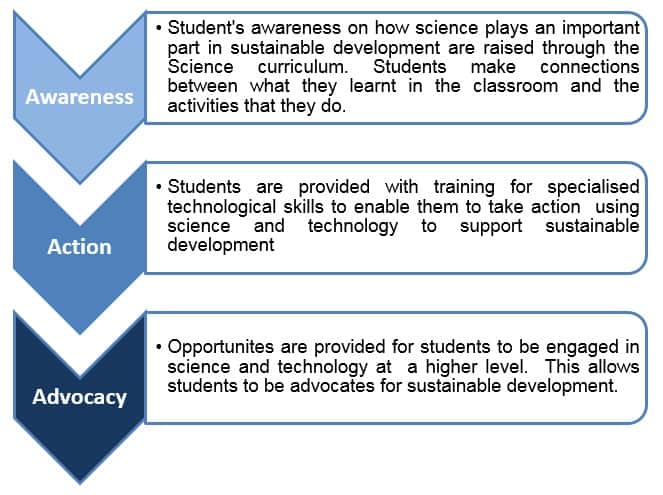 Awareness
• Student's awareness on how science plays an important
part in sustainable development are raised through the
Science curriculum. Students make connections
between what they learnt in the classroom and the
activities that they do.
Action
• Students are provided with training for specialised
technological skills to enable them to take action using
science and technology to support sustainable
development
Advocacy
• Opportunites are provided for students to be engaged in
science and technology at a higher level. This allows
students to be advocates for sustainable development.